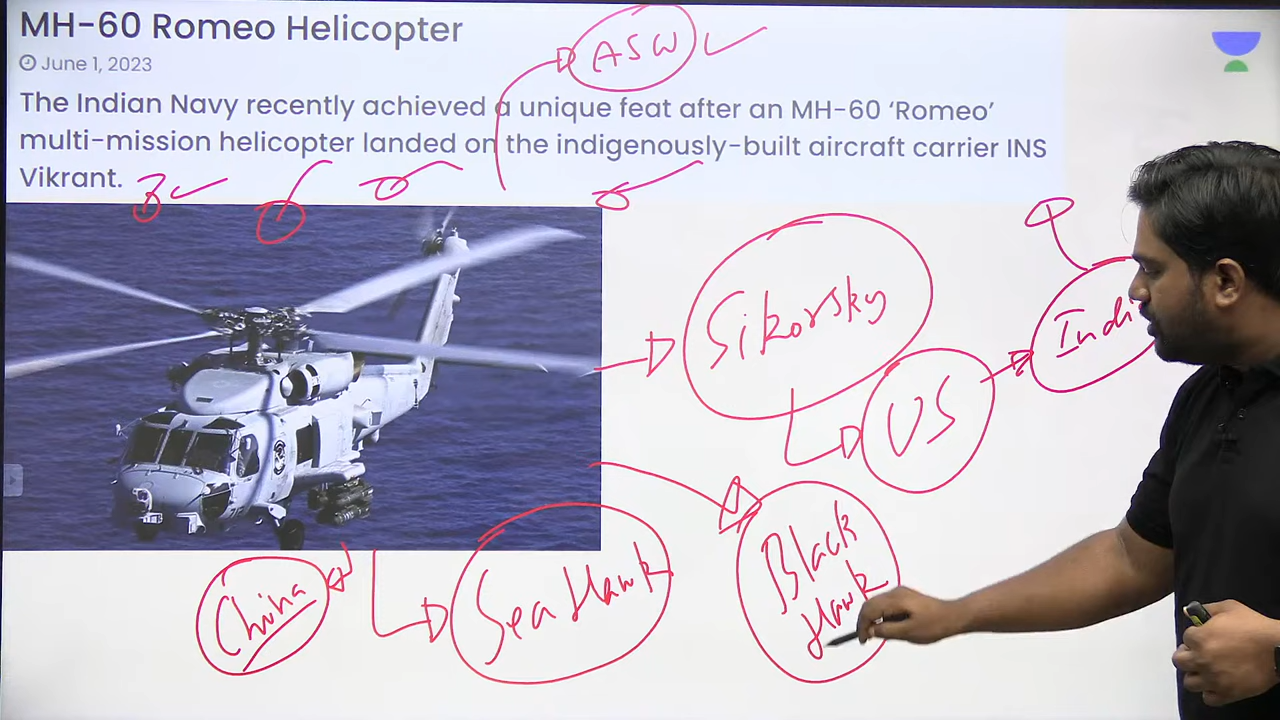 MH-60 Romeo Helicopter
June 1, 2023
The Indian Navy recently achieved a unique feat after an MH-60 ‘Romeo’
multi-mission helicopter landed on the indigenously-built aircraft carrier INS
Vikrant.
ASW
Sikorsky
US
Indi
Black
Hawk
Sea Hawk
China